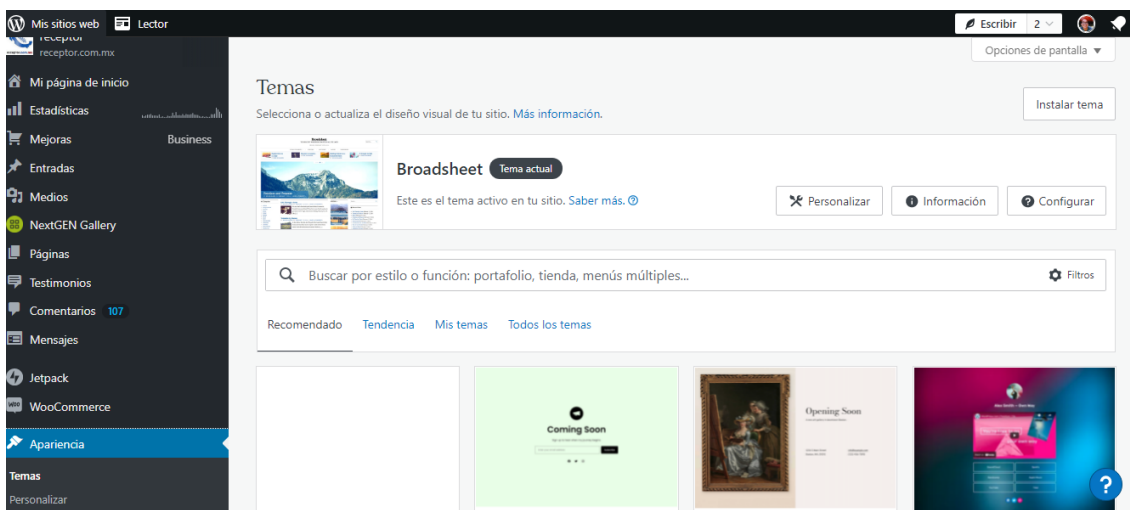 Mis sitios web
Lector
Escribir
2
receptor
receptor.com.mx
Mi página de inicio
Estadísticas
Mejoras
Business
Entradas
Medios
NextGEN Gallery
Páginas
Testimonios
Comentarios 107
Mensajes
Jetpack
WooCommerce
Apariencia
Temas
Personalizar
Opciones de pantalla
Temas
Selecciona o actualiza el diseño visual de tu sitio. Más información.
Instalar tema
Broadsheet
Tema actual
Este es el tema activo en tu sitio. Saber más.
Personalizar
Información
Configurar
Buscar por estilo o función: portafolio, tienda, menús múltiples...
Filtros
Recomendado
Tendencia
Mis temas
Todos los temas
Coming Soon
Opening Soon